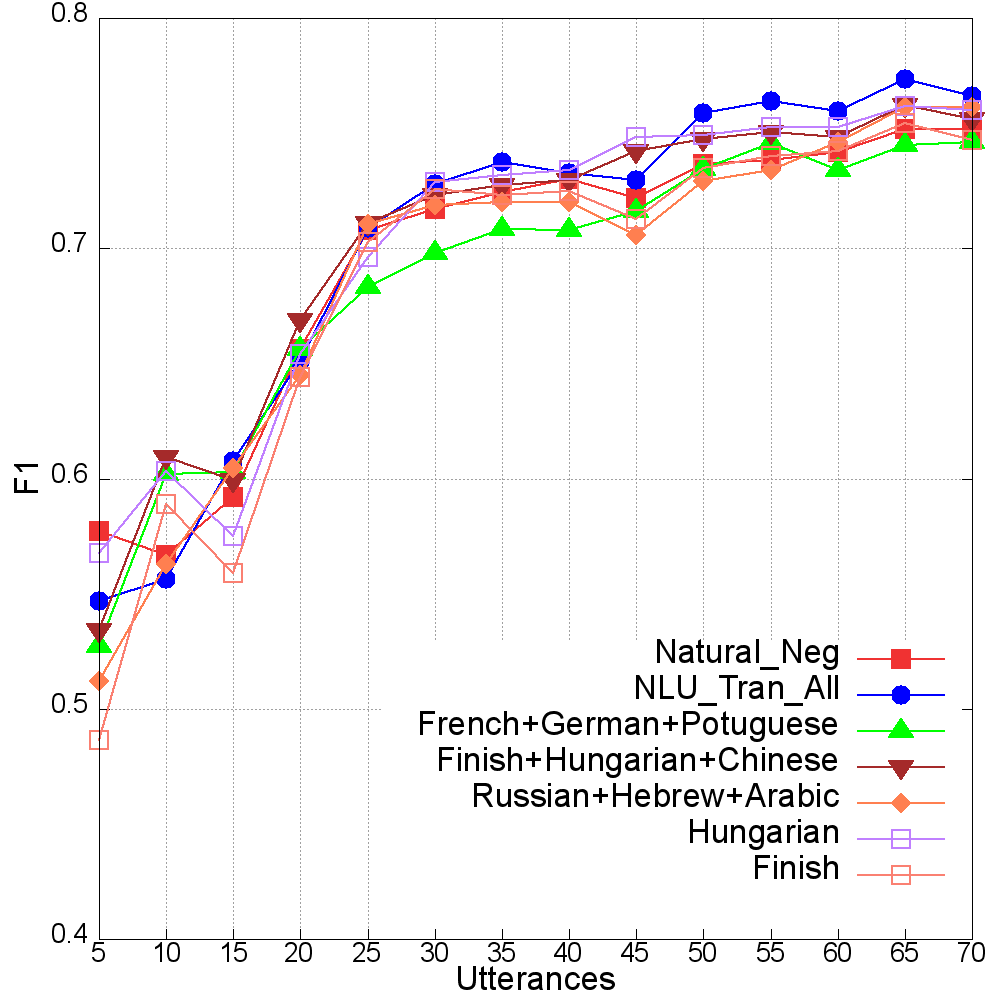 0.8
0.7
0.6
0.5
0.4
F1
Natural_Neg
NLU_Tran_All
French+German+Potuguese
Finish+Hungarian+Chinese
Russian+Hebrew+Arabic
Hungarian
Finish
5 10 15 20 25 30 35 40 45 50 55 60 65 70
Utterances